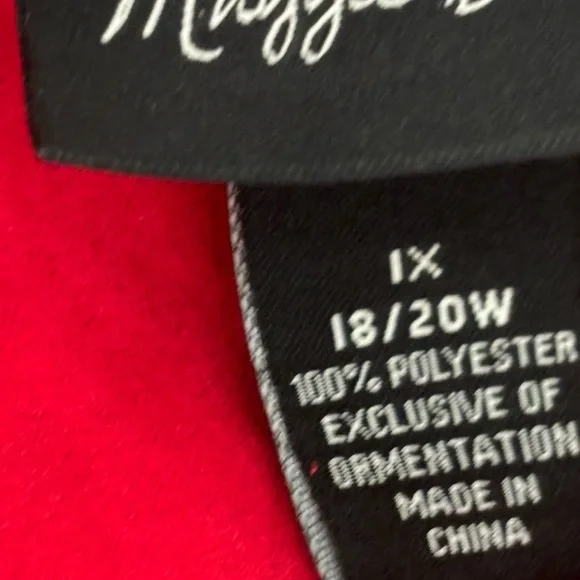 1X
18/20W
100% POLYESTER
EXCLUSIVE OF
ORMENTATION
MADE IN
CHINA